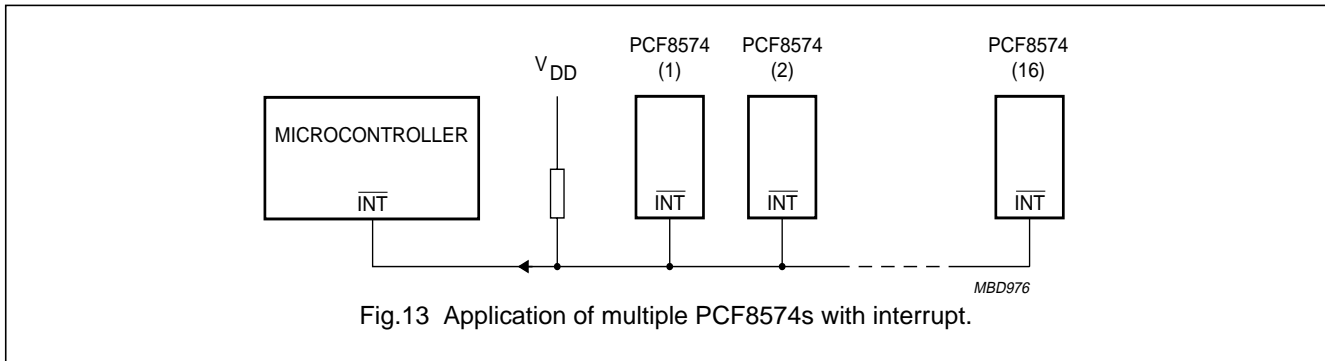 PCF8574 PCF8574 PCF8574
(1) (2) (16)
VDD
MICROCONTROLLER
INT INT INT INT
MBD976
Fig.13 Application of multiple PCF8574s with interrupt.